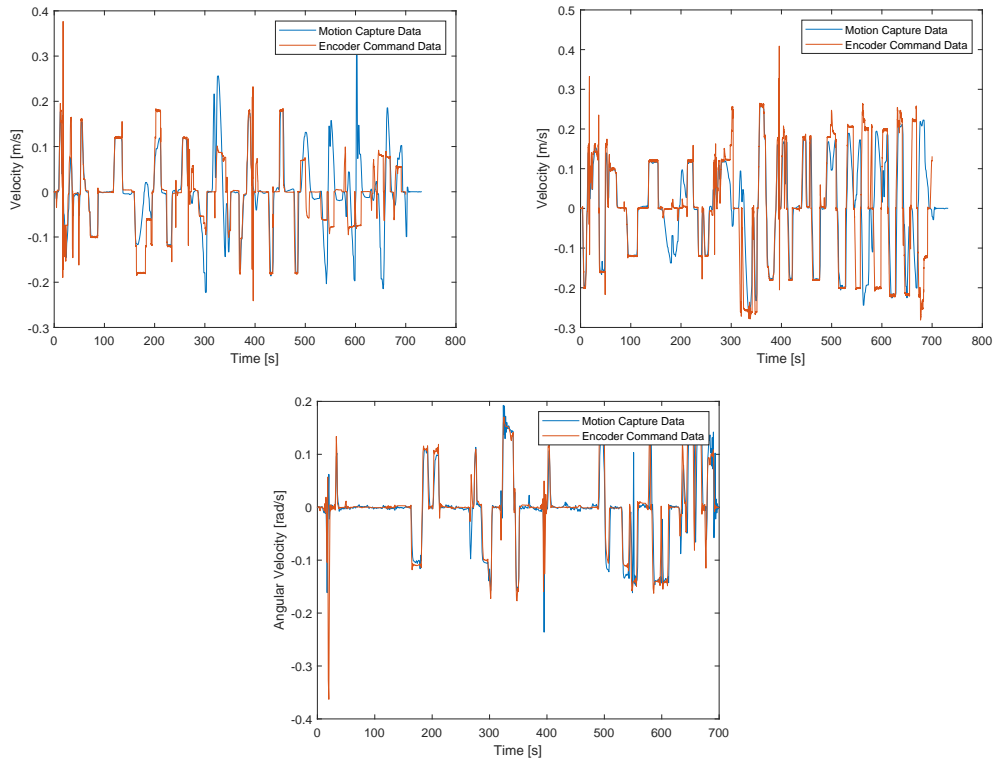 0.4
0.3
0.2
0.1
0
-0.1
-0.2
-0.3
Velocity [m/s]
Motion Capture Data
Encoder Command Data
0 100 200 300 400 500 600 700 800
Time [s]
0.5
0.4
0.3
0.2
0.1
0
-0.1
-0.2
-0.3
Velocity [m/s]
Motion Capture Data
Encoder Command Data
0 100 200 300 400 500 600 700 800
Time [s]
0.2
0.1
0
-0.1
-0.2
-0.3
-0.4
Angular Velocity [rad/s]
Motion Capture Data
Encoder Command Data
0 100 200 300 400 500 600 700
Time [s]